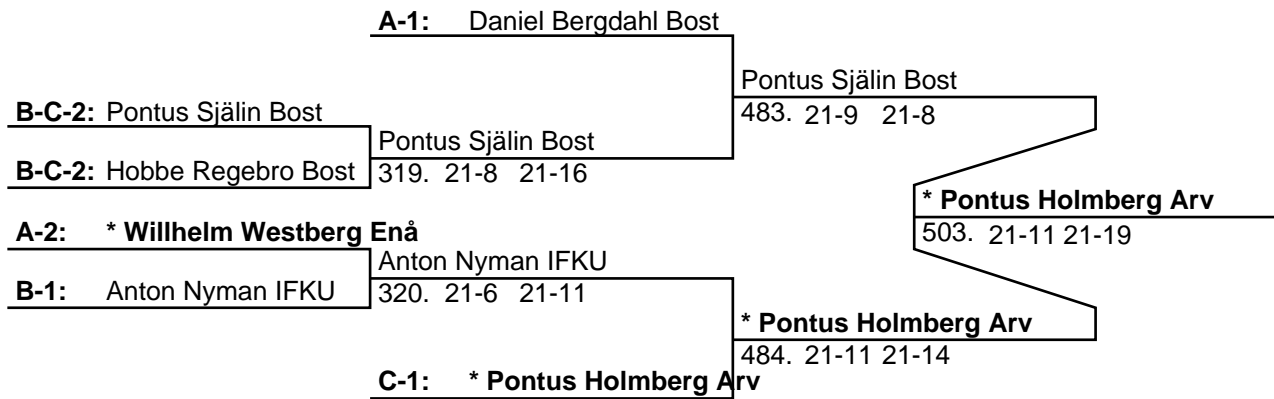 A-1: Daniel Bergdahl Bost
Pontus Själin Bost
B-C-2: Pontus Själin Bost
483. 21-9 21-8
Pontus Själin Bost
B-C-2: Hobbe Regebro Bost
319. 21-8 21-16
* Pontus Holmberg Arv
A-2: * Willhelm Westberg Enå
503. 21-11 21-19
Anton Nyman IFKU
B-1: Anton Nyman IFKU
320. 21-6 21-11
* Pontus Holmberg Arv
484. 21-11 21-14
C-1: * Pontus Holmberg Arv